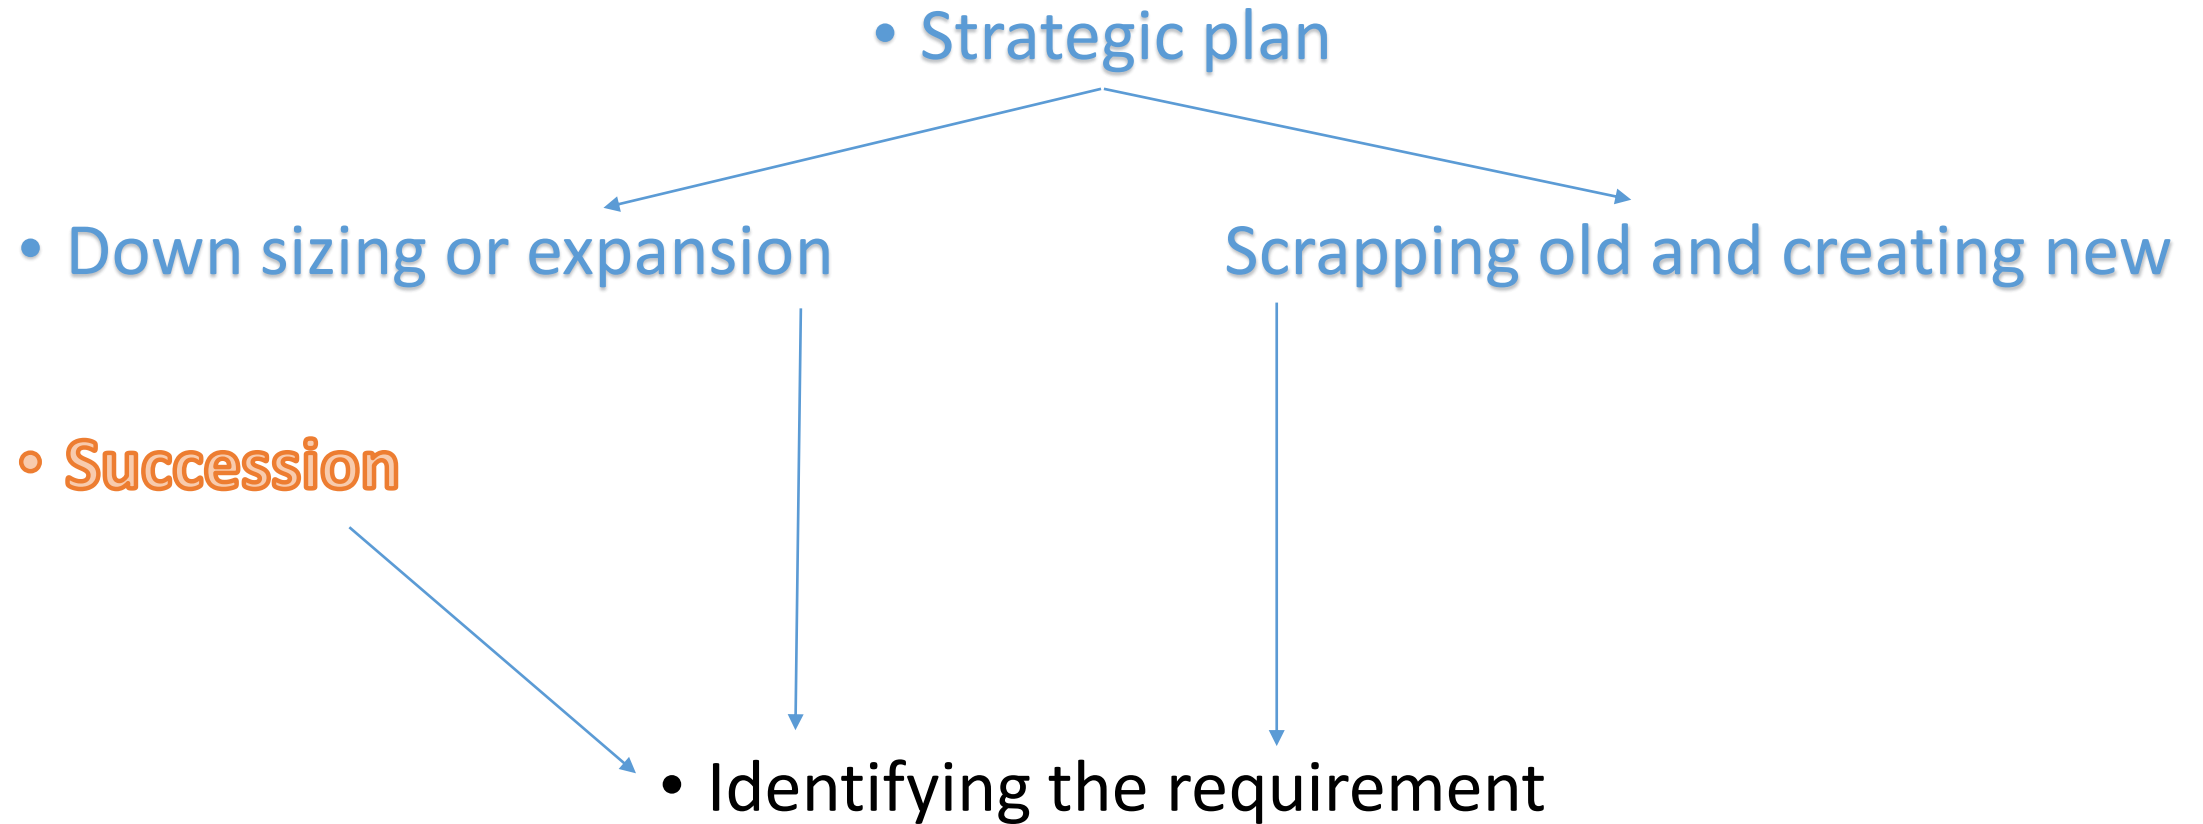 • Strategic plan
• Down sizing or expansion
Scrapping old and creating new
• Succession
• Identifying the requirement